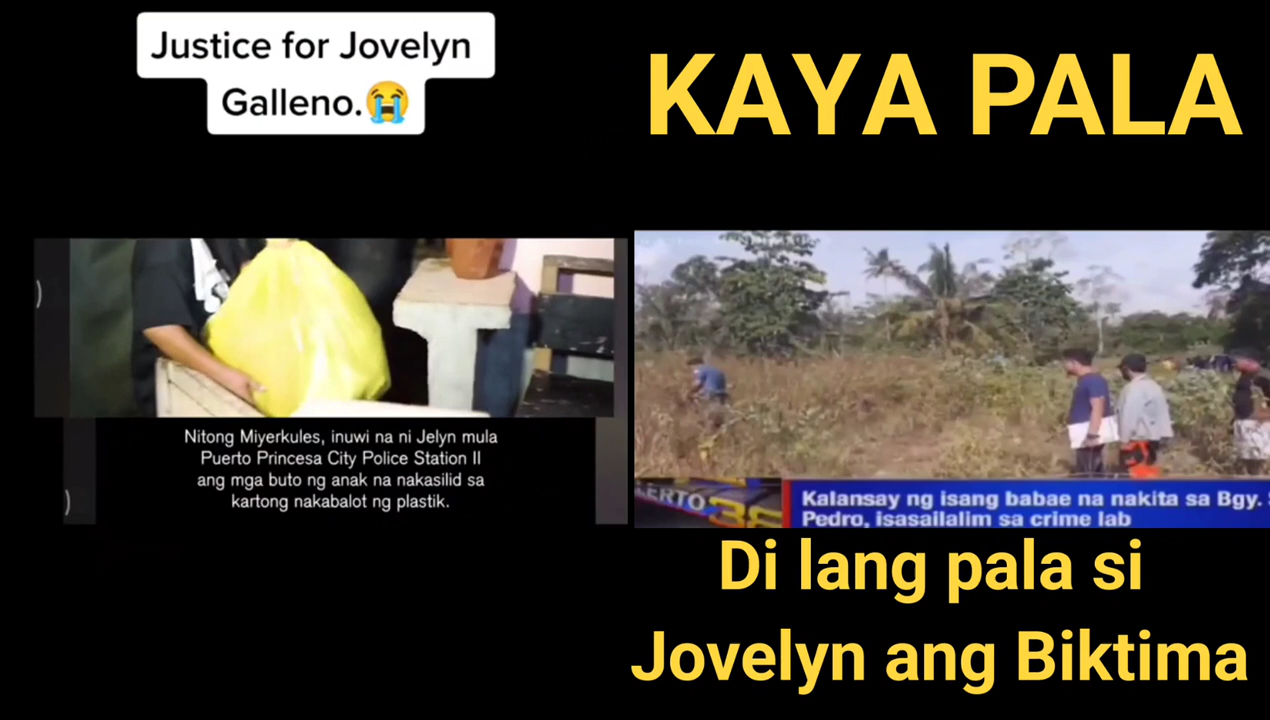 Justice for Jovelyn
Galleno.😭
KAYA PALA
Nitong Miyerkules, inuwi na ni Jelyn mula
Puerto Princesa City Police Station II
ang mga buto ng anak na nakasilid sa
kartong nakabalot ng plastik.
LERTO 38
Kalansay ng isang babae na nakita sa Bgy. S
Pedro, isasailalim sa crime lab
Di lang pala si
Jovelyn ang Biktima